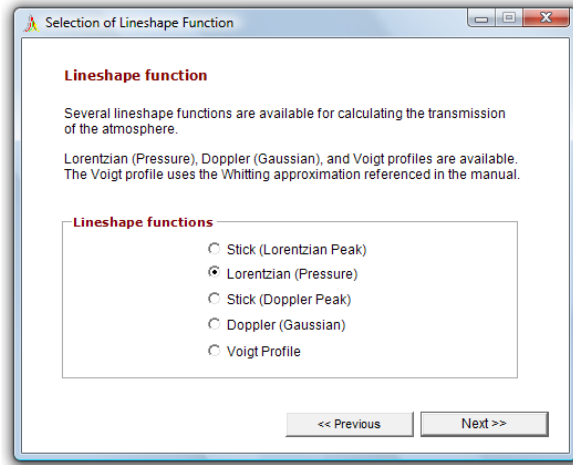 Selection of Lineshape Function
Lineshape function
Several lineshape functions are available for calculating the transmission
of the atmosphere.
Lorentzian (Pressure), Doppler (Gaussian), and Voigt profiles are available.
The Voigt profile uses the Whitting approximation referenced in the manual.
Lineshape functions
Stick (Lorentzian Peak)
Lorentzian (Pressure)
Stick (Doppler Peak)
Doppler (Gaussian)
Voigt Profile
<< Previous
Next >>